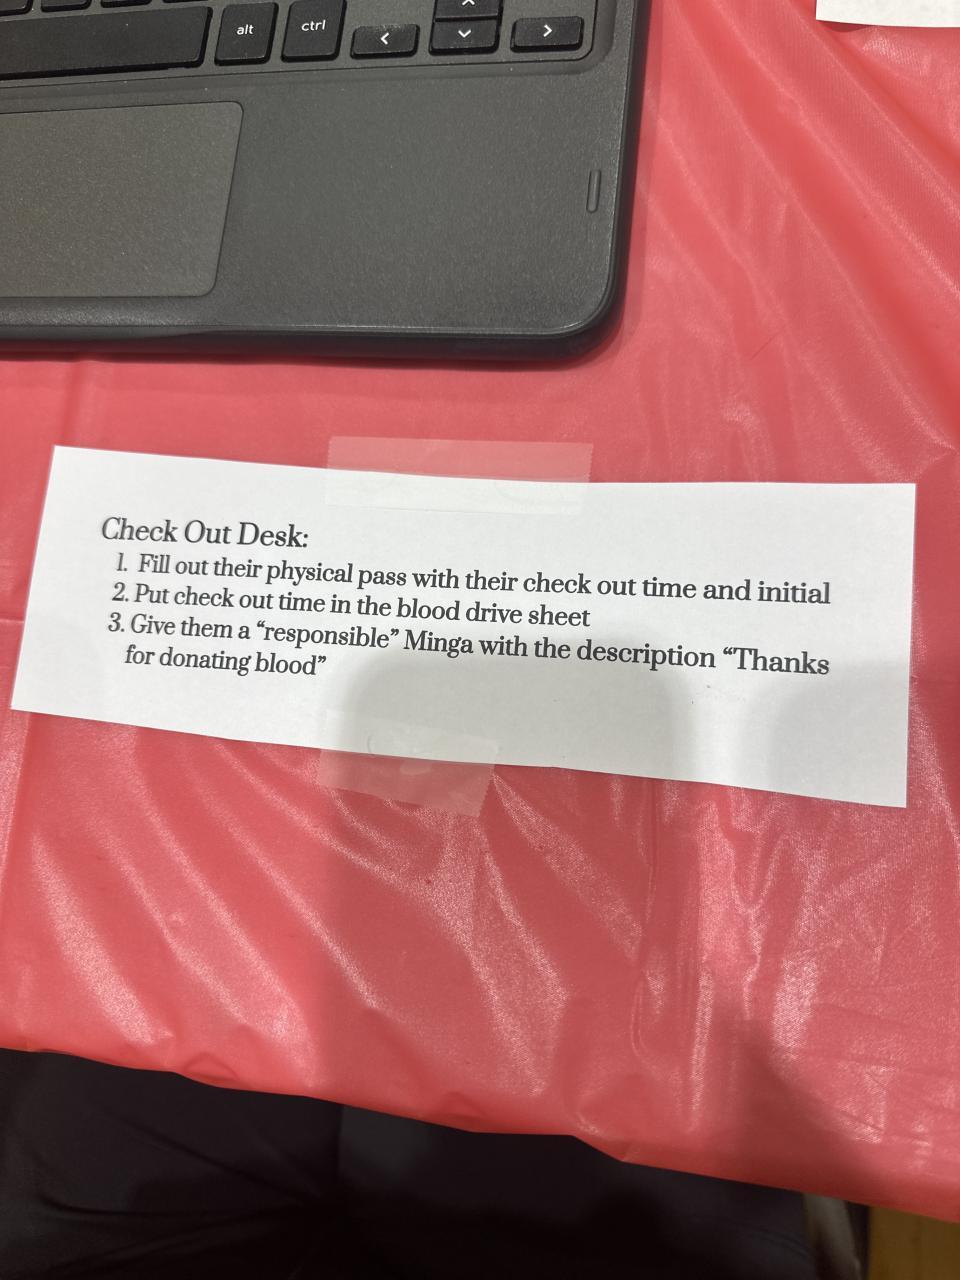 alt
ctrl
Check Out Desk:
1. Fill out their physical pass with their check out time and initial
2. Put check out time in the blood drive sheet
3. Give them a “responsible” Minga with the description “Thanks
for donating blood”